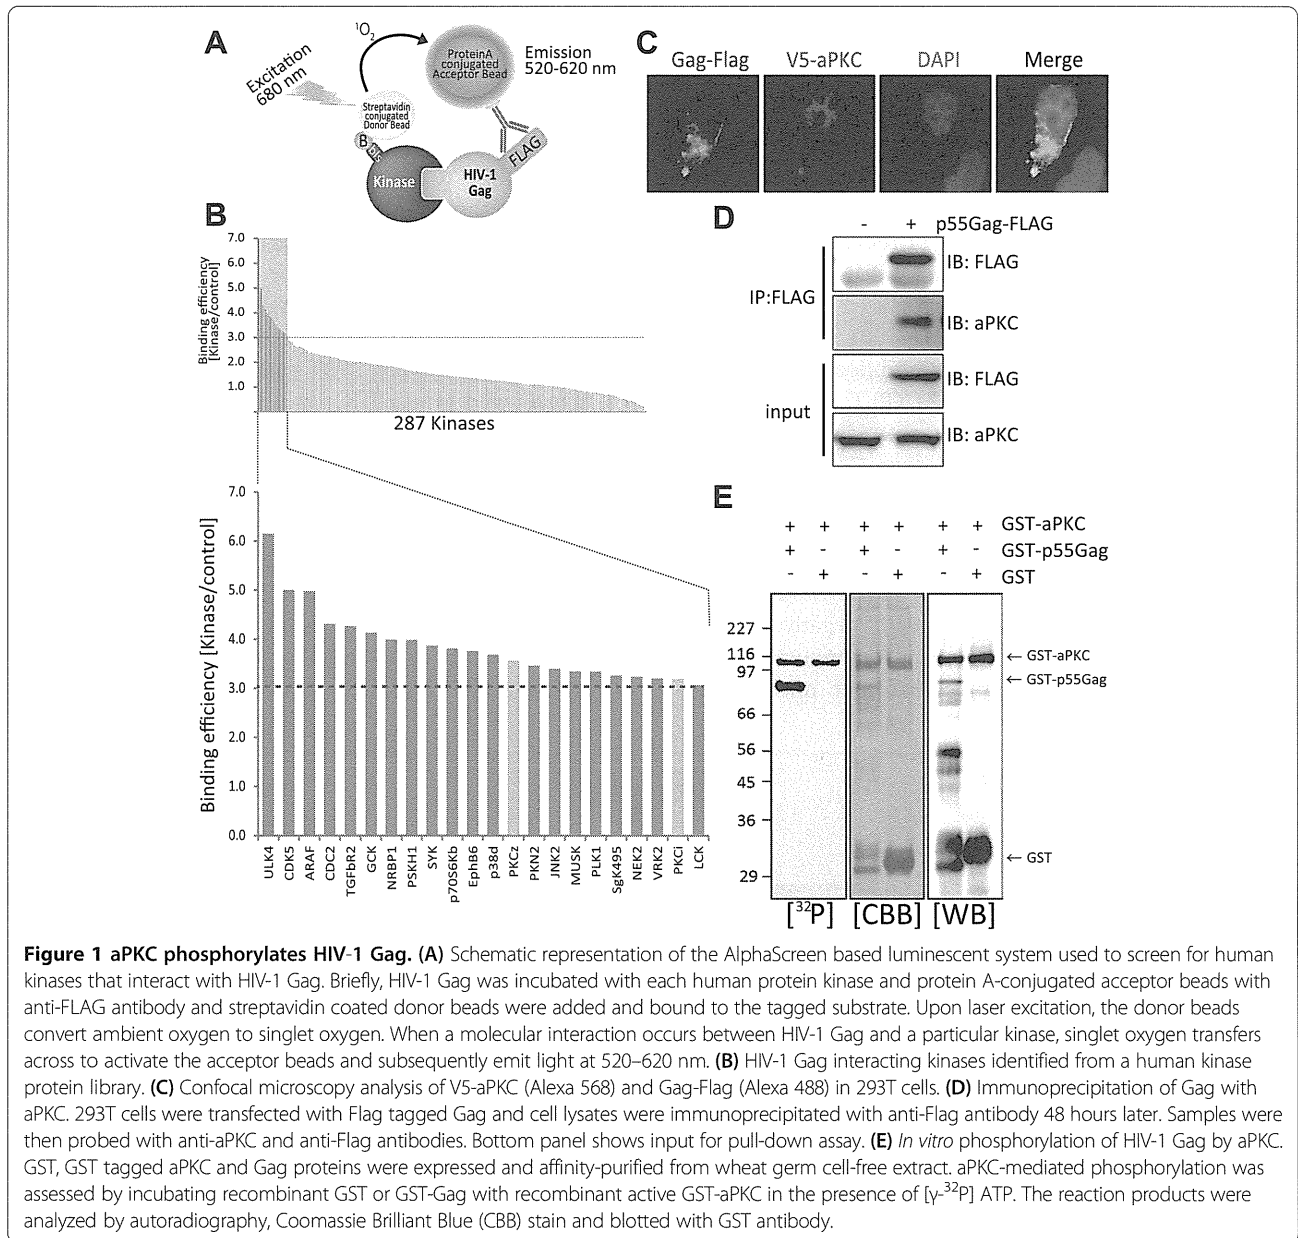 A
¹O₂
Excitation
680 nm
Streptavidin
conjugated
Donor Bead
ProteinA
conjugated
Acceptor Bead
Emission
520-620 nm
B
Kinase
HIV-1
Gag
FLAG
B
Binding efficiency
[Kinase/control]
7.0
6.0
5.0
4.0
3.0
2.0
1.0
287 Kinases
Binding efficiency [Kinase/control]
7.0
6.0
5.0
4.0
3.0
2.0
1.0
0.0
ULK4
CDK5
ARAF
CDC2
TGFbR2
GCK
NRBP1
PSKH1
SYK
p70S6Kb
EphB6
p38d
PKCz
PKN2
JNK2
MUSK
PLK1
SgK495
NEK2
VRK2
PKCi
LCK
C
Gag-Flag V5-aPKC DAPI Merge
D
- + p55Gag-FLAG
IP:FLAG
IB: FLAG
IB: aPKC
input
IB: FLAG
IB: aPKC
E
+ + + + + + GST-aPKC
+ - + - + - GST-p55Gag
- + - + - + GST
227
116
97
66
56
45
36
29
← GST-aPKC
← GST-p55Gag
← GST
[³²P] [CBB] [WB]
Figure 1 aPKC phosphorylates HIV-1 Gag. (A) Schematic representation of the AlphaScreen based luminescent system used to screen for human
kinases that interact with HIV-1 Gag. Briefly, HIV-1 Gag was incubated with each human protein kinase and protein A-conjugated acceptor beads with
anti-FLAG antibody and streptavidin coated donor beads were added and bound to the tagged substrate. Upon laser excitation, the donor beads
convert ambient oxygen to singlet oxygen. When a molecular interaction occurs between HIV-1 Gag and a particular kinase, singlet oxygen transfers
across to activate the acceptor beads and subsequently emit light at 520–620 nm. (B) HIV-1 Gag interacting kinases identified from a human kinase
protein library. (C) Confocal microscopy analysis of V5-aPKC (Alexa 568) and Gag-Flag (Alexa 488) in 293T cells. (D) Immunoprecipitation of Gag with
aPKC. 293T cells were transfected with Flag tagged Gag and cell lysates were immunoprecipitated with anti-Flag antibody 48 hours later. Samples were
then probed with anti-aPKC and anti-Flag antibodies. Bottom panel shows input for pull-down assay. (E) In vitro phosphorylation of HIV-1 Gag by aPKC.
GST, GST tagged aPKC and Gag proteins were expressed and affinity-purified from wheat germ cell-free extract. aPKC-mediated phosphorylation was
assessed by incubating recombinant GST or GST-Gag with recombinant active GST-aPKC in the presence of [γ-³²P] ATP. The reaction products were
analyzed by autoradiography, Coomassie Brilliant Blue (CBB) stain and blotted with GST antibody.